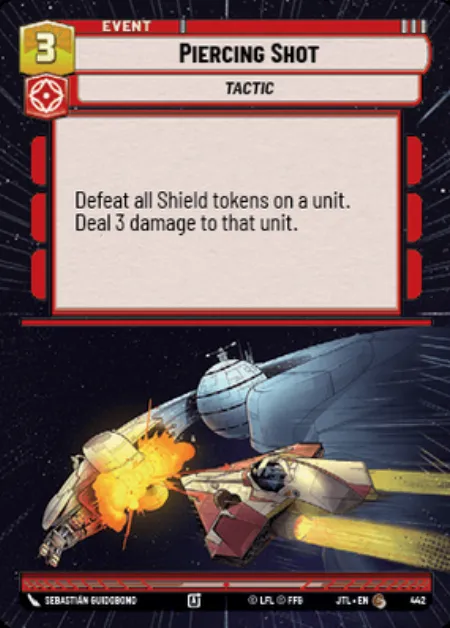 EVENT
3
PIERCING SHOT
TACTIC
Defeat all Shield tokens on a unit.
Deal 3 damage to that unit.
SEBASTIÁN GUIDOBONO
© LFL © FFG
JTL • EN
442